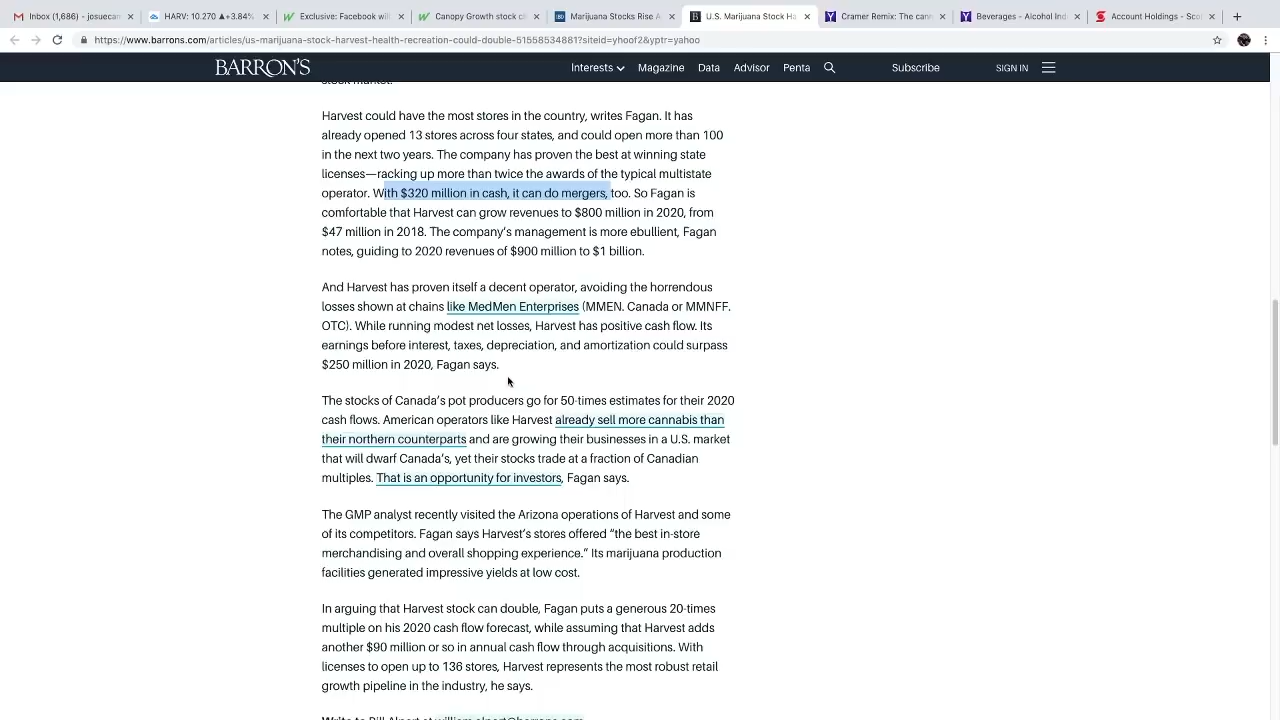 Inbox (1,686) - josuecam
HARV: 10.270 ▲+3.84%
Exclusive: Facebook will
Canopy Growth stock cl
Marijuana Stocks Rise A
U.S. Marijuana Stock Ha
Cramer Remix: The cann
Beverages – Alcohol Ind
Account Holdings - Sco
https://www.barrons.com/articles/us-marijuana-stock-harvest-health-recreation-could-double-51558534881?siteid=yhoof2&yptr=yahoo
BARRON'S
Interests Magazine Data Advisor Penta Subscribe SIGN IN
stock market.
Harvest could have the most stores in the country, writes Fagan. It has
already opened 13 stores across four states, and could open more than 100
in the next two years. The company has proven the best at winning state
licenses—racking up more than twice the awards of the typical multistate
operator. With $320 million in cash, it can do mergers, too. So Fagan is
comfortable that Harvest can grow revenues to $800 million in 2020, from
$47 million in 2018. The company's management is more ebullient, Fagan
notes, guiding to 2020 revenues of $900 million to $1 billion.
And Harvest has proven itself a decent operator, avoiding the horrendous
losses shown at chains like MedMen Enterprises (MMEN. Canada or MMNFF.
OTC). While running modest net losses, Harvest has positive cash flow. Its
earnings before interest, taxes, depreciation, and amortization could surpass
$250 million in 2020, Fagan says.
The stocks of Canada's pot producers go for 50-times estimates for their 2020
cash flows. American operators like Harvest already sell more cannabis than
their northern counterparts and are growing their businesses in a U.S. market
that will dwarf Canada's, yet their stocks trade at a fraction of Canadian
multiples. That is an opportunity for investors, Fagan says.
The GMP analyst recently visited the Arizona operations of Harvest and some
of its competitors. Fagan says Harvest's stores offered “the best in-store
merchandising and overall shopping experience.” Its marijuana production
facilities generated impressive yields at low cost.
In arguing that Harvest stock can double, Fagan puts a generous 20-times
multiple on his 2020 cash flow forecast, while assuming that Harvest adds
another $90 million or so in annual cash flow through acquisitions. With
licenses to open up to 136 stores, Harvest represents the most robust retail
growth pipeline in the industry, he says.
Write to Bill Alpert at william.alpert@barrons.com